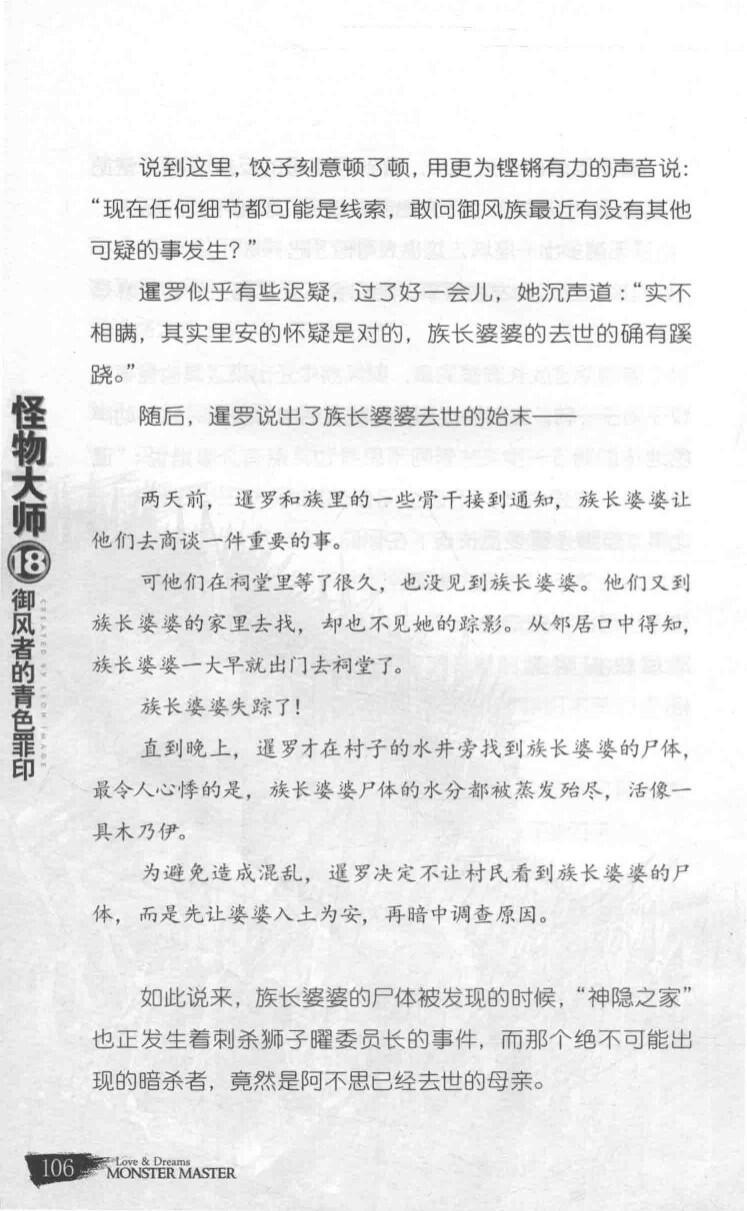 说到这里，饺子刻意顿了顿，用更为铿锵有力的声音说：
“现在任何细节都可能是线索，敢问御风族最近有没有其他
可疑的事发生？”
暹罗似乎有些迟疑，过了好一会儿，她沉声道：“实不
相瞒，其实里安的怀疑是对的，族长婆婆的去世的确有蹊
跷。”
随后，暹罗说出了族长婆婆去世的始末——
两天前，暹罗和族里的一些骨干接到通知，族长婆婆让
他们去商谈一件重要的事。
可他们在祠堂里等了很久，也没见到族长婆婆。他们又到
族长婆婆的家里去找，却也不见她的踪影。从邻居口中得知，
族长婆婆一大早就出门去祠堂了。
族长婆婆失踪了！
直到晚上，暹罗才在村子的水井旁找到族长婆婆的尸体，
最令人心悸的是，族长婆婆尸体的水分都被蒸发殆尽，活像一
具木乃伊。
为避免造成混乱，暹罗决定不让村民看到族长婆婆的尸
体，而是先让婆婆入土为安，再暗中调查原因。
如此说来，族长婆婆的尸体被发现的时候，“神隐之家”
也正发生着刺杀狮子曜委员长的事件，而那个绝不可能出
现的暗杀者，竟然是阿不思已经去世的母亲。
怪物大师⑱御风者的青色罪印
CREATED BY LEON IMAGE
106
Love & Dreams
MONSTER MASTER